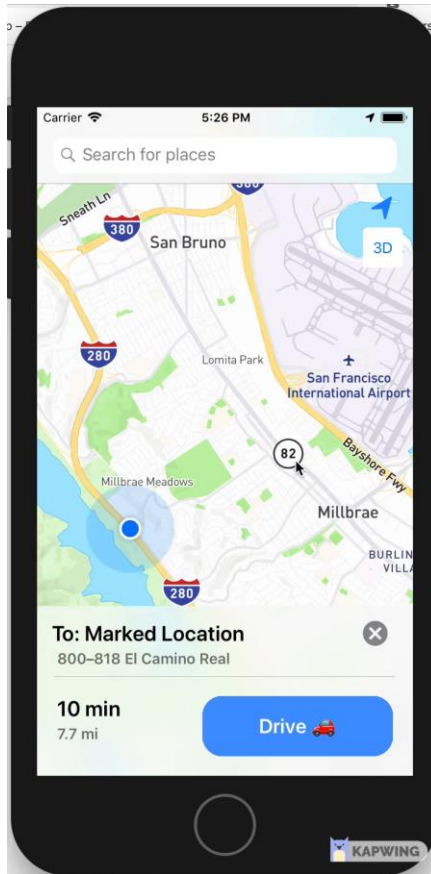 Carrier
5:26 PM
Search for places
Sneath Ln
380
380
San Bruno
3D
280
Lomita Park
San Francisco
International Airport
82
Bayshore Fwy
Millbrae Meadows
Millbrae
BURLIN
VILLA
280
To: Marked Location
800–818 El Camino Real
10 min
7.7 mi
Drive
KAPWING